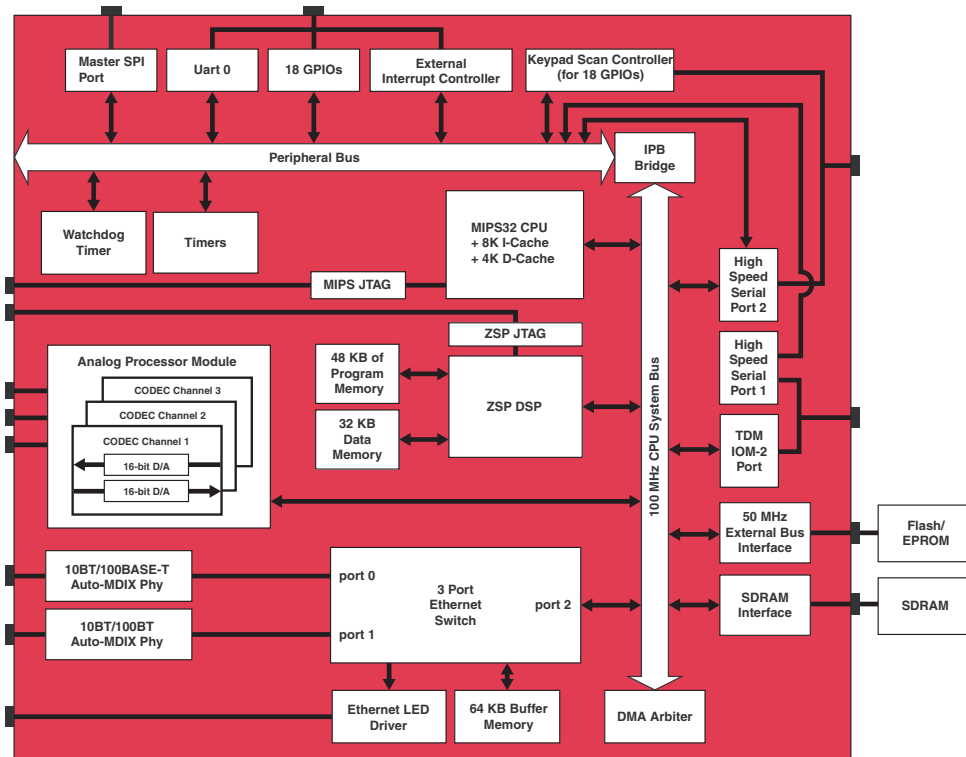 Master SPI
Port
Uart 0
18 GPIOs
External
Interrupt Controller
Keypad Scan Controller
(for 18 GPIOs)
Peripheral Bus
IPB
Bridge
Watchdog
Timer
Timers
MIPS32 CPU
+ 8K I-Cache
+ 4K D-Cache
MIPS JTAG
High
Speed
Serial
Port 2
ZSP JTAG
Analog Processor Module
CODEC Channel 3
CODEC Channel 2
CODEC Channel 1
16-bit D/A
16-bit D/A
48 KB of
Program
Memory
32 KB
Data
Memory
ZSP DSP
100 MHz CPU System Bus
High
Speed
Serial
Port 1
TDM
IOM-2
Port
50 MHz
External Bus
Interface
Flash/
EPROM
10BT/100BASE-T
Auto-MDIX Phy
10BT/100BT
Auto-MDIX Phy
port 0
port 1
3 Port
Ethernet
Switch
port 2
SDRAM
Interface
SDRAM
Ethernet LED
Driver
64 KB Buffer
Memory
DMA Arbiter